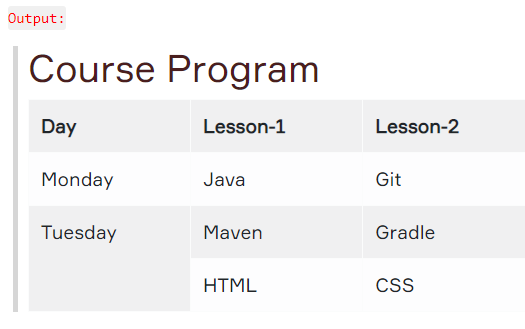 Output:
Course Program
Day Lesson-1 Lesson-2
Monday Java Git
Tuesday Maven Gradle
HTML CSS